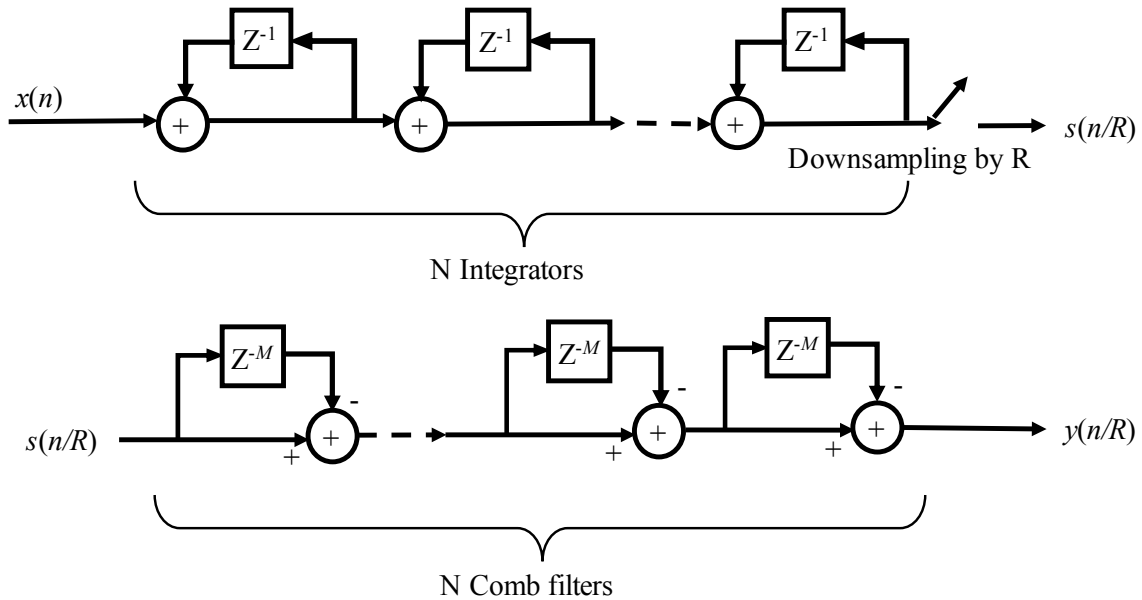 Z⁻¹ Z⁻¹ Z⁻¹
x(n)
+ + + s(n/R)
Downsampling by R
N Integrators
Z⁻ᴹ Z⁻ᴹ Z⁻ᴹ
- - -
s(n/R) + + + y(n/R)
+ + +
N Comb filters